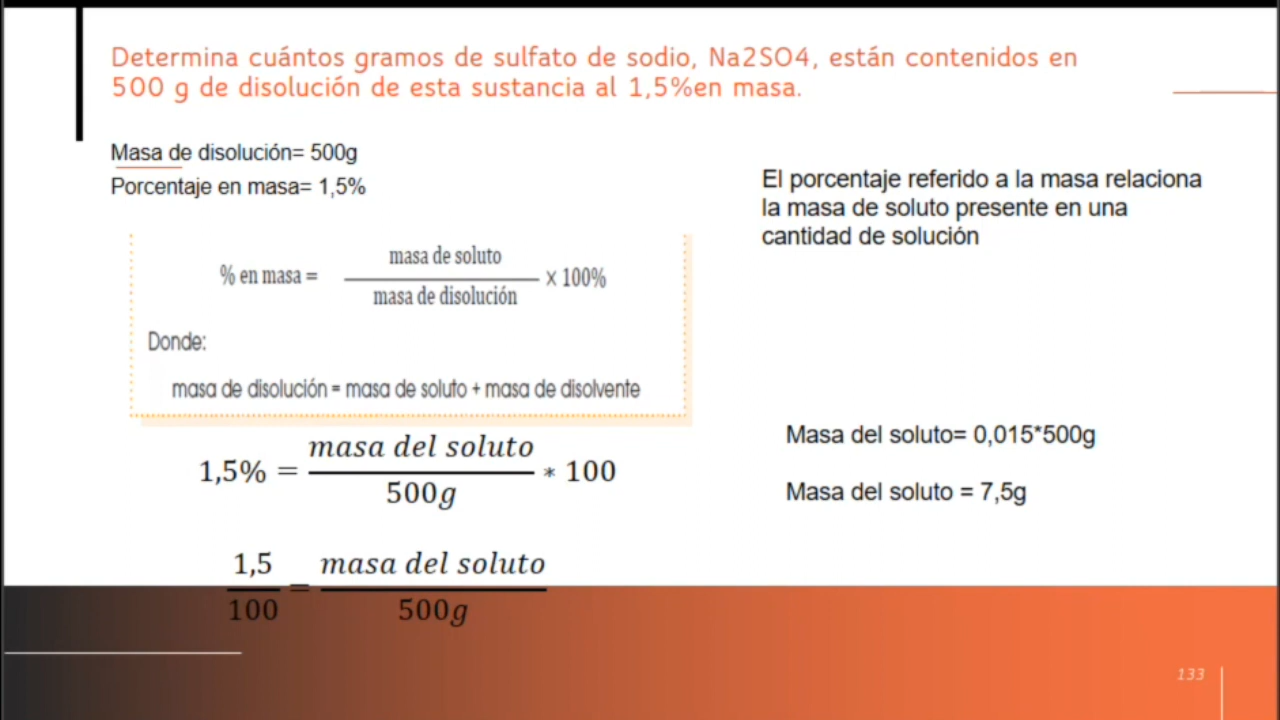 Determina cuántos gramos de sulfato de sodio, Na2SO4, están contenidos en
500 g de disolución de esta sustancia al 1,5%en masa.
Masa de disolución= 500g
Porcentaje en masa= 1,5%
El porcentaje referido a la masa relaciona
la masa de soluto presente en una
cantidad de solución
% en masa = masa de soluto / masa de disolución x 100%
Donde:
masa de disolución = masa de soluto + masa de disolvente
1,5% = masa del soluto / 500g * 100
1,5 / 100 = masa del soluto / 500g
Masa del soluto= 0,015*500g
Masa del soluto = 7,5g
133